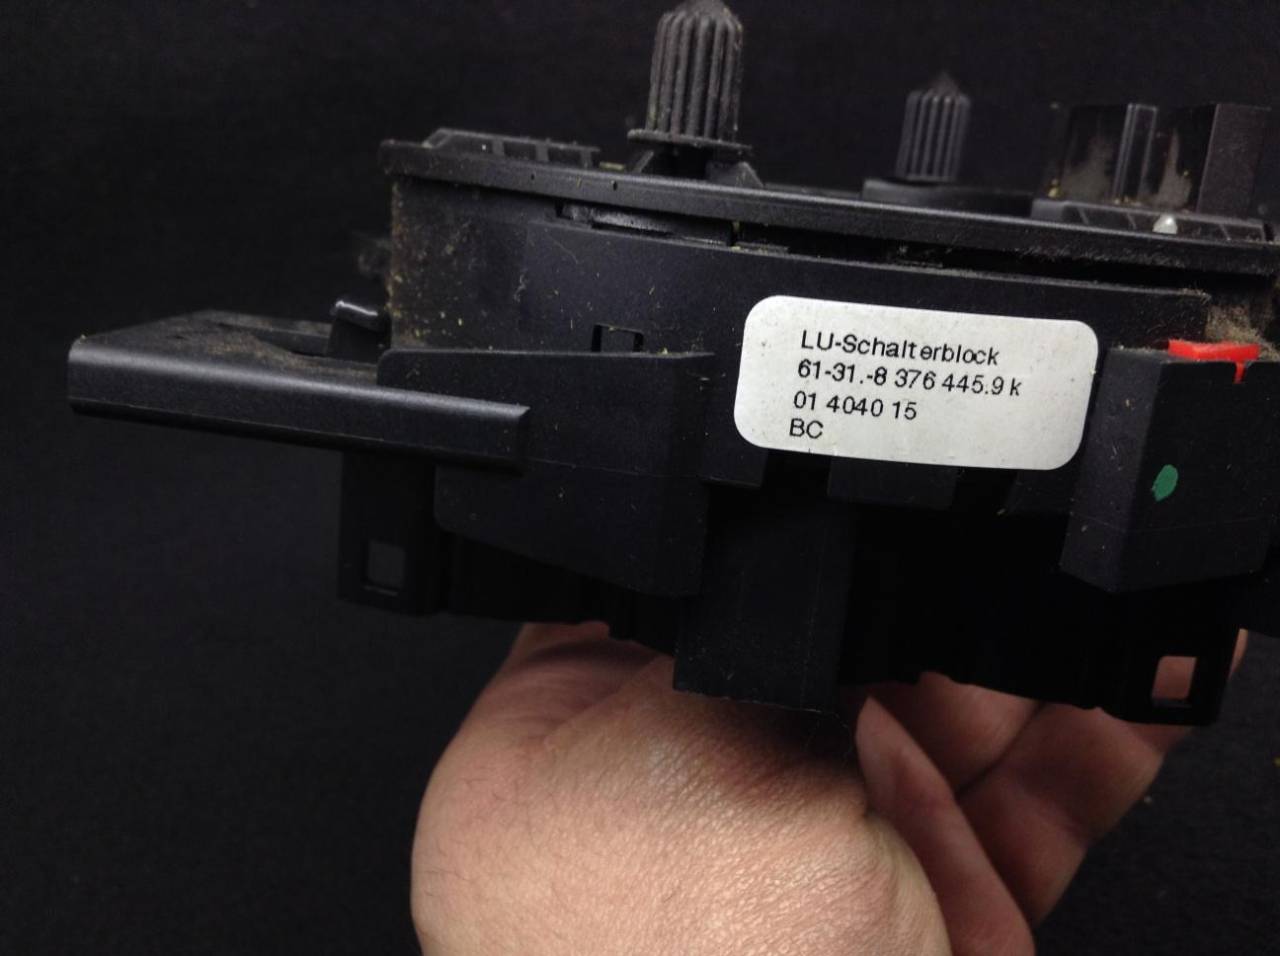 LU-Schalterblock
61-31.-8 376 445.9 k
01 4040 15
BC